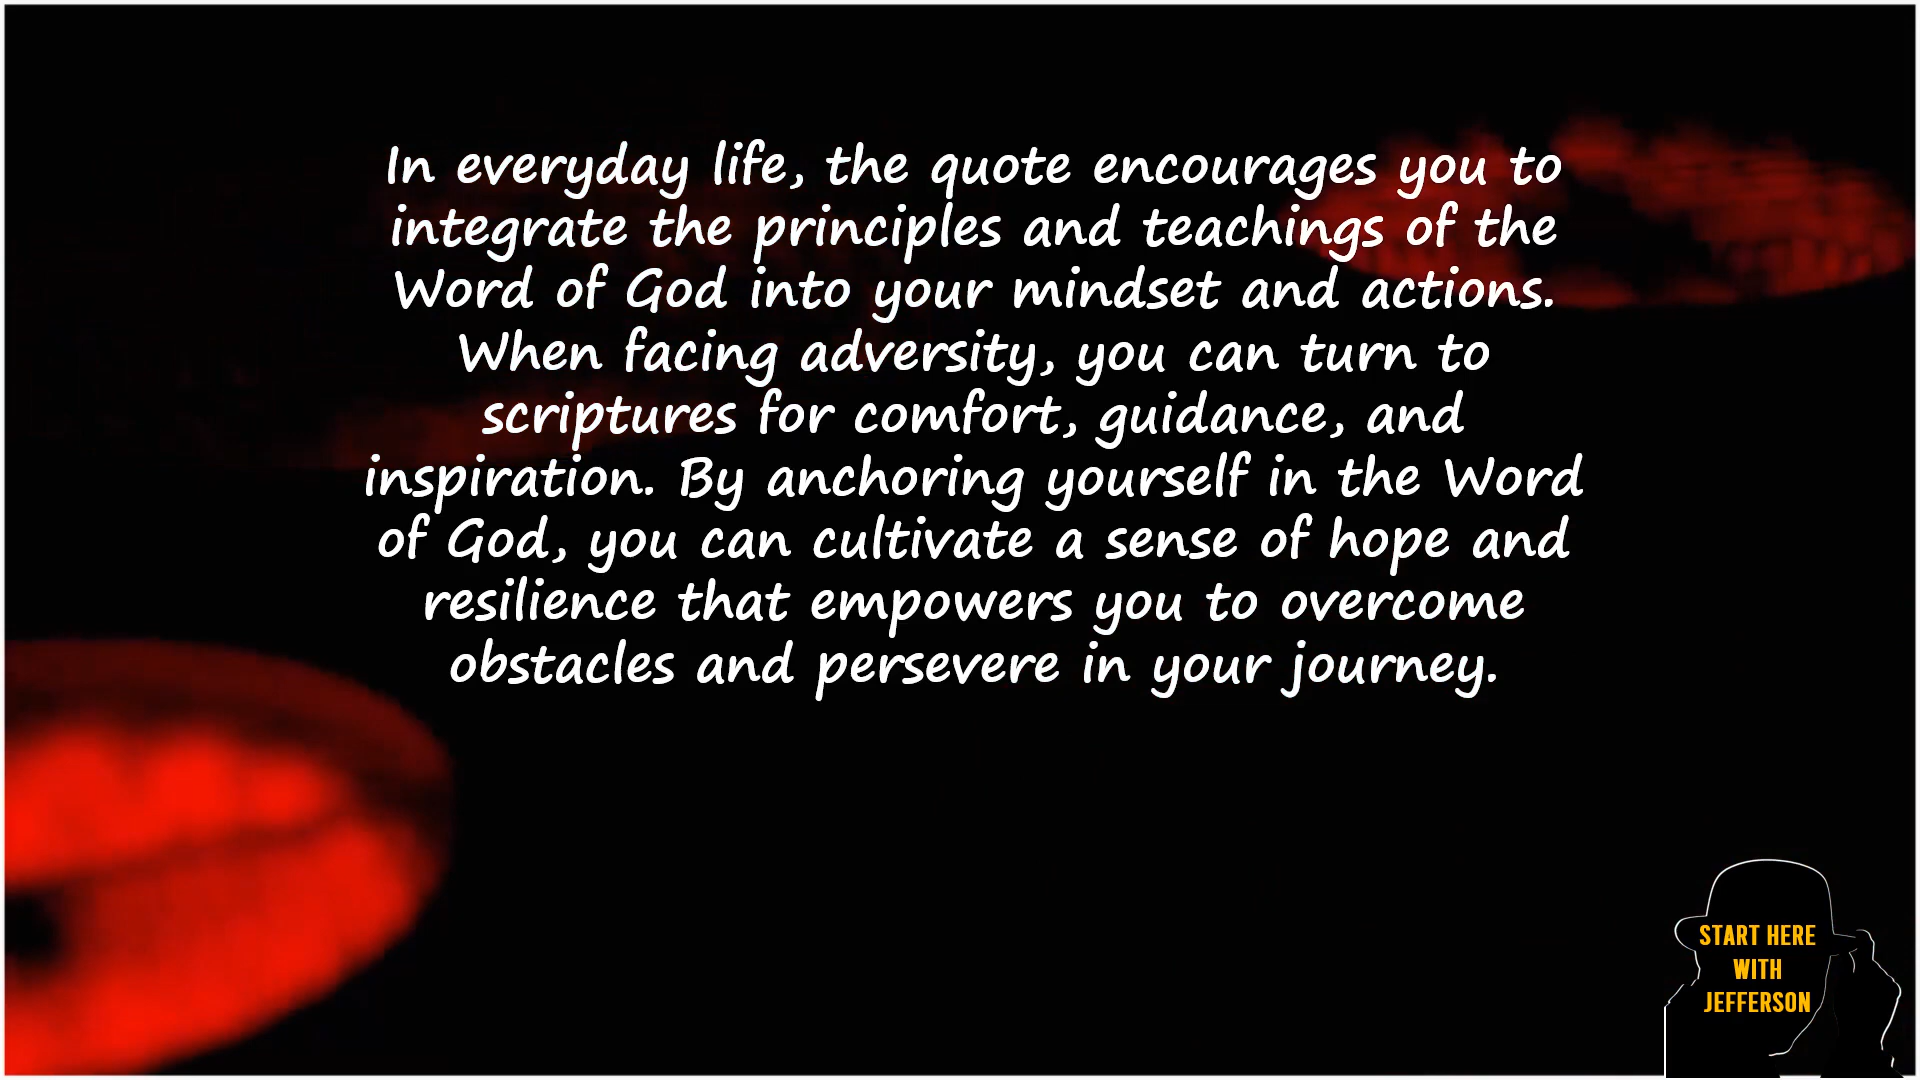 In everyday life, the quote encourages you to
integrate the principles and teachings of the
Word of God into your mindset and actions.
When facing adversity, you can turn to
scriptures for comfort, guidance, and
inspiration. By anchoring yourself in the Word
of God, you can cultivate a sense of hope and
resilience that empowers you to overcome
obstacles and persevere in your journey.
START HERE
WITH
JEFFERSON